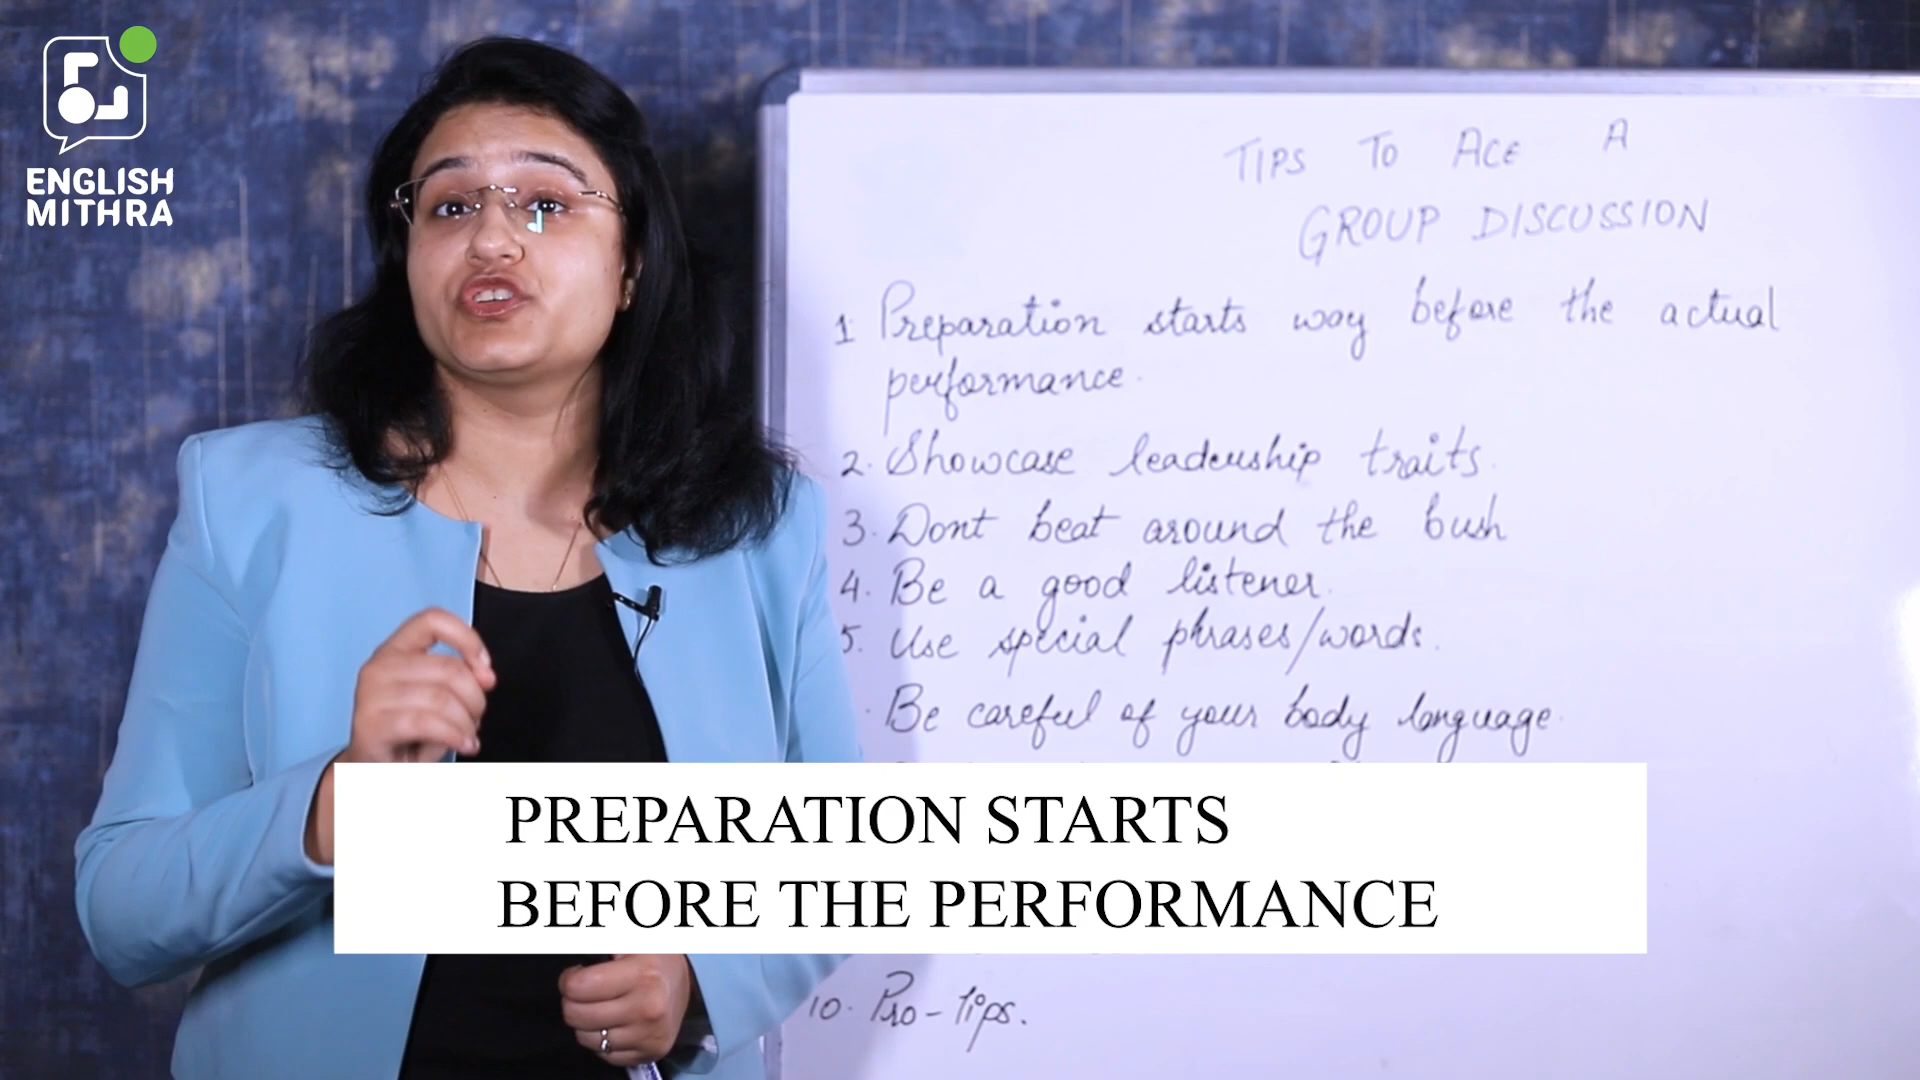 ENGLISH
MITHRA
TIPS TO ACE A
GROUP DISCUSSION
1. Preparation starts way before the actual
performance.
2. Showcase leadership traits.
3. Dont beat around the bush
4. Be a good listener.
5. Use special phrases/words.
Be careful of your body language.
PREPARATION STARTS
BEFORE THE PERFORMANCE
10. Pro-tips.